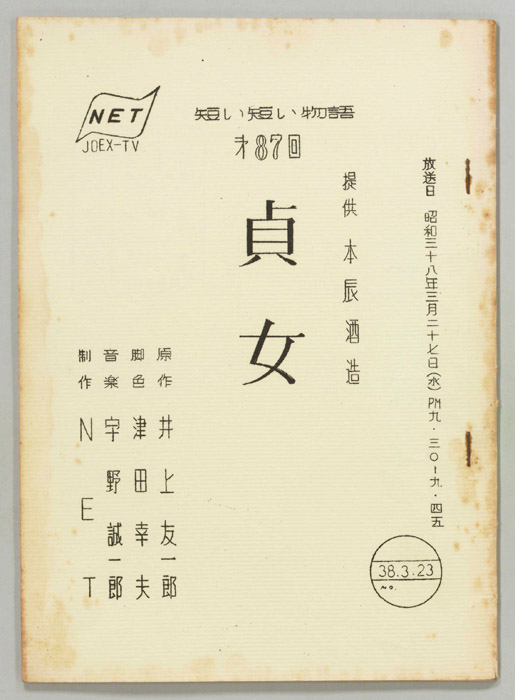 NET
JOEX-TV
短い短い物語
才87回
放送日 昭和三十八年三月二十七日(水)PM九・三〇-九・四五
提供 本辰酒造
貞女
原作 井上友一郎
脚色 津田幸夫
音楽 宇野誠一郎
制作 NET
38.3.23
No.